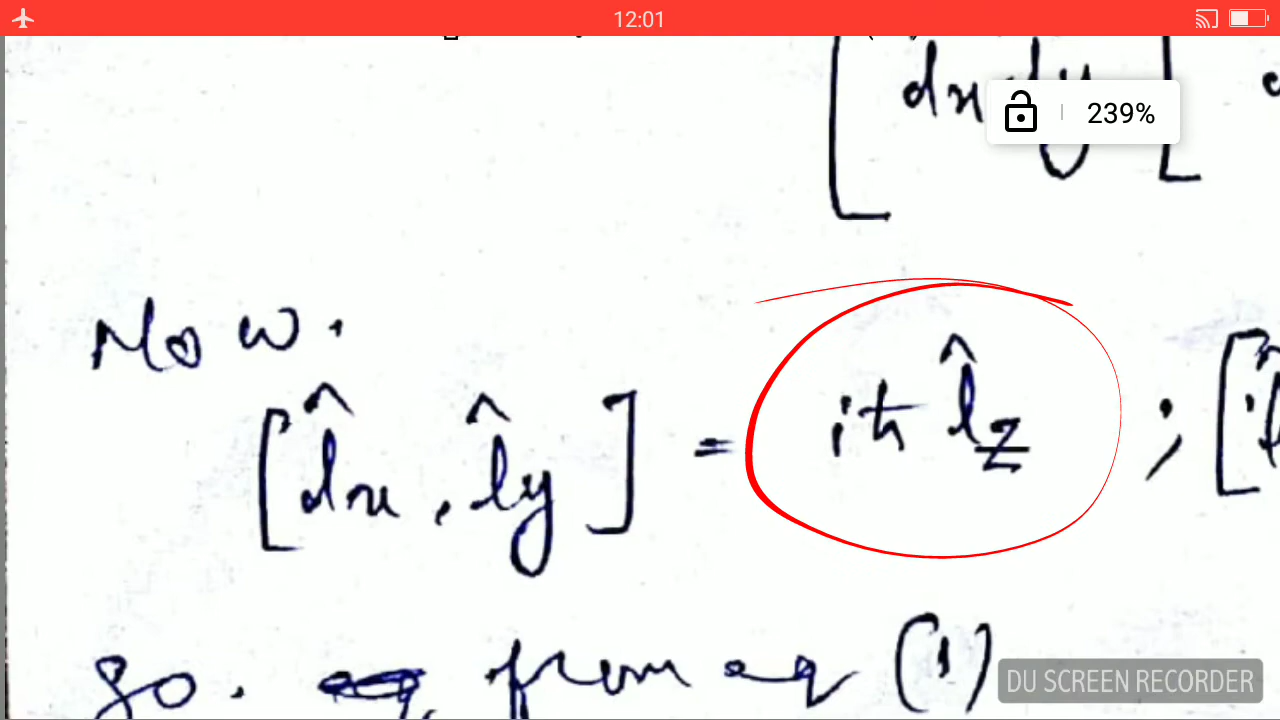 12:01
239%
Now.
[l̂x, l̂y] = iħ l̂z ; [
So. from eq (1)
DU SCREEN RECORDER